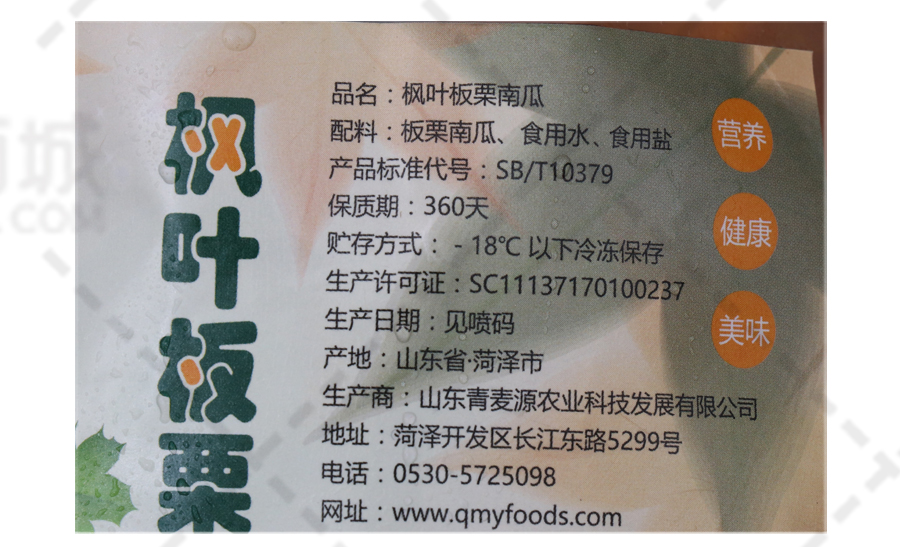 枫叶板栗
品名：枫叶板栗南瓜
配料：板栗南瓜、食用水、食用盐
产品标准代号：SB/T10379
保质期：360天
贮存方式： - 18℃ 以下冷冻保存
生产许可证：SC11137170100237
生产日期：见喷码
产地：山东省·菏泽市
生产商：山东青麦源农业科技发展有限公司
地址：菏泽开发区长江东路5299号
电话：0530-5725098
网址：www.qmyfoods.com
营养
健康
美味